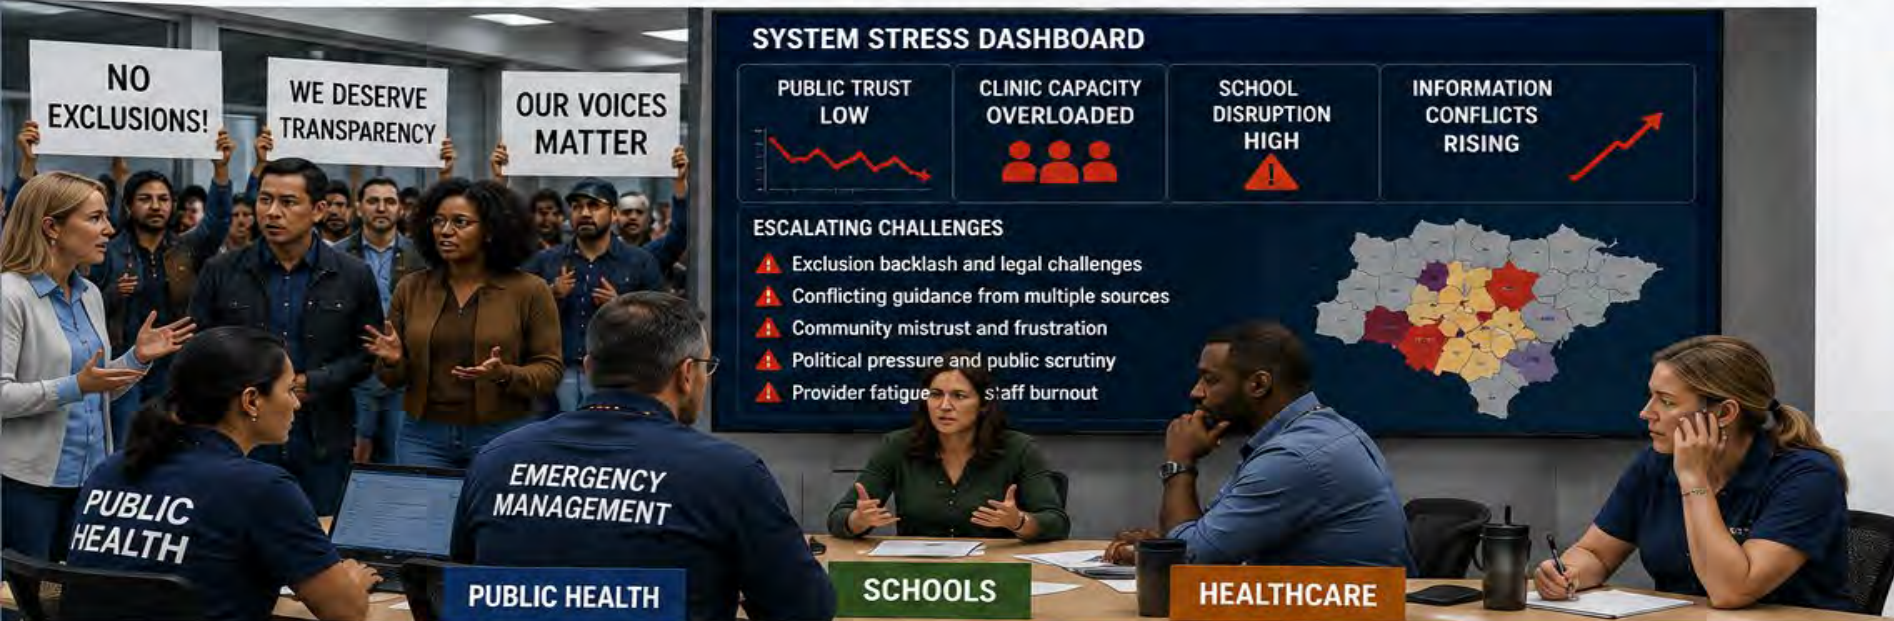 NO
EXCLUSIONS!
WE DESERVE
TRANSPARENCY
OUR VOICES
MATTER
SYSTEM STRESS DASHBOARD
PUBLIC TRUST
LOW
CLINIC CAPACITY
OVERLOADED
SCHOOL
DISRUPTION
HIGH
INFORMATION
CONFLICTS
RISING
ESCALATING CHALLENGES
Exclusion backlash and legal challenges
Conflicting guidance from multiple sources
Community mistrust and frustration
Political pressure and public scrutiny
Provider fatigue staff burnout
PUBLIC
HEALTH
EMERGENCY
MANAGEMENT
PUBLIC HEALTH
SCHOOLS
HEALTHCARE